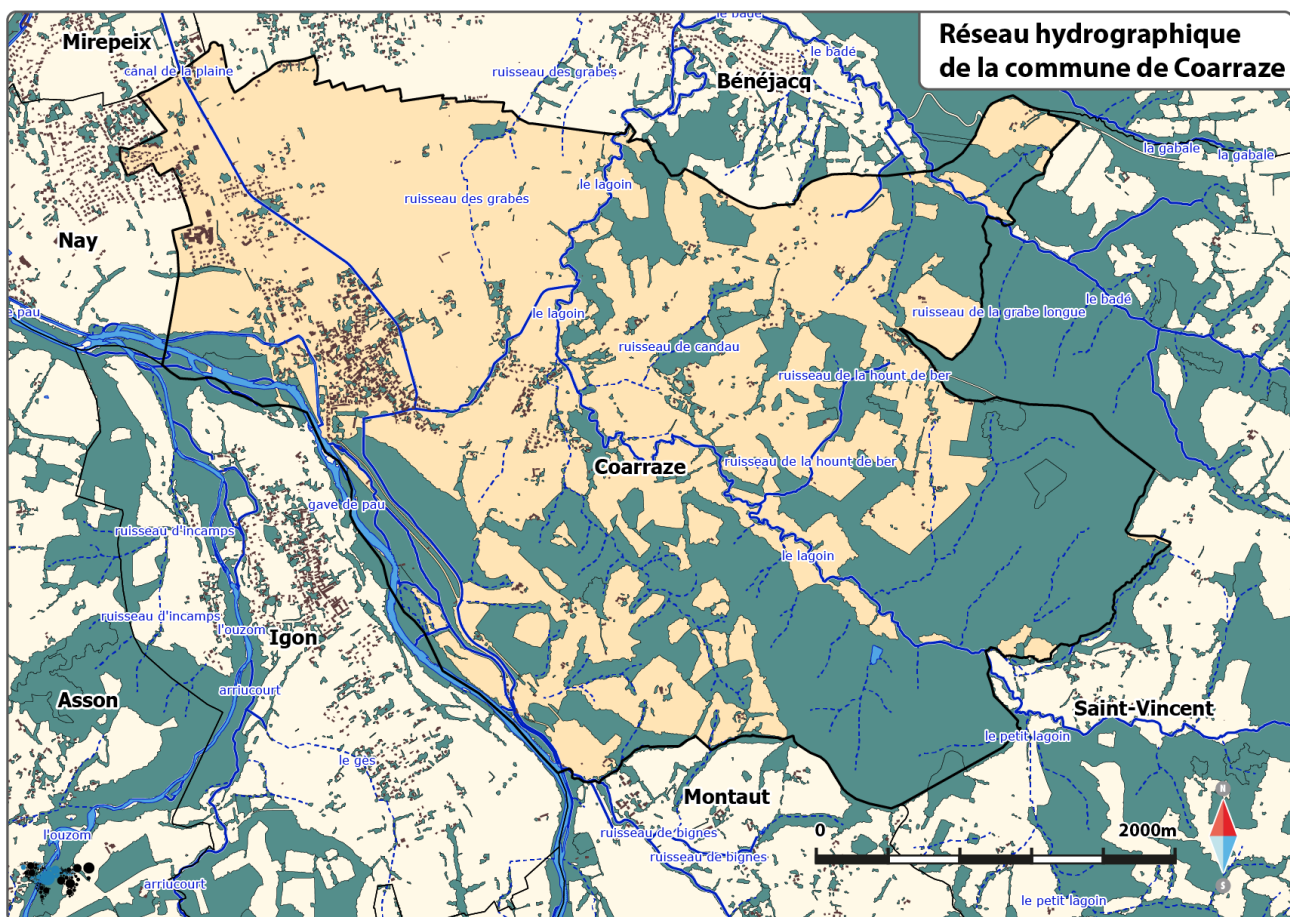 Réseau hydrographique
de la commune de Coarraze
le badé
Mirepeix
le badé
canal de la plaine
ruisseau des grabes
Bénéjacq
la gabale
la gabale
le lagoin
ruisseau des grabes
Nay
le badé
e pau
le lagoin
ruisseau de la grabe longue
ruisseau de candau
ruisseau de la hount de ber
Coarraze
ruisseau de la hount de ber
gave de pau
ruisseau d'incamps
le lagoin
ruisseau d'incamps
l'ouzom
Igon
arriucourt
Asson
Saint-Vincent
le petit lagoin
le gès
Montaut
N
0
2000m
l'ouzom
ruisseau de bignes
ruisseau de bignes
arriucourt
S
le petit lagoin